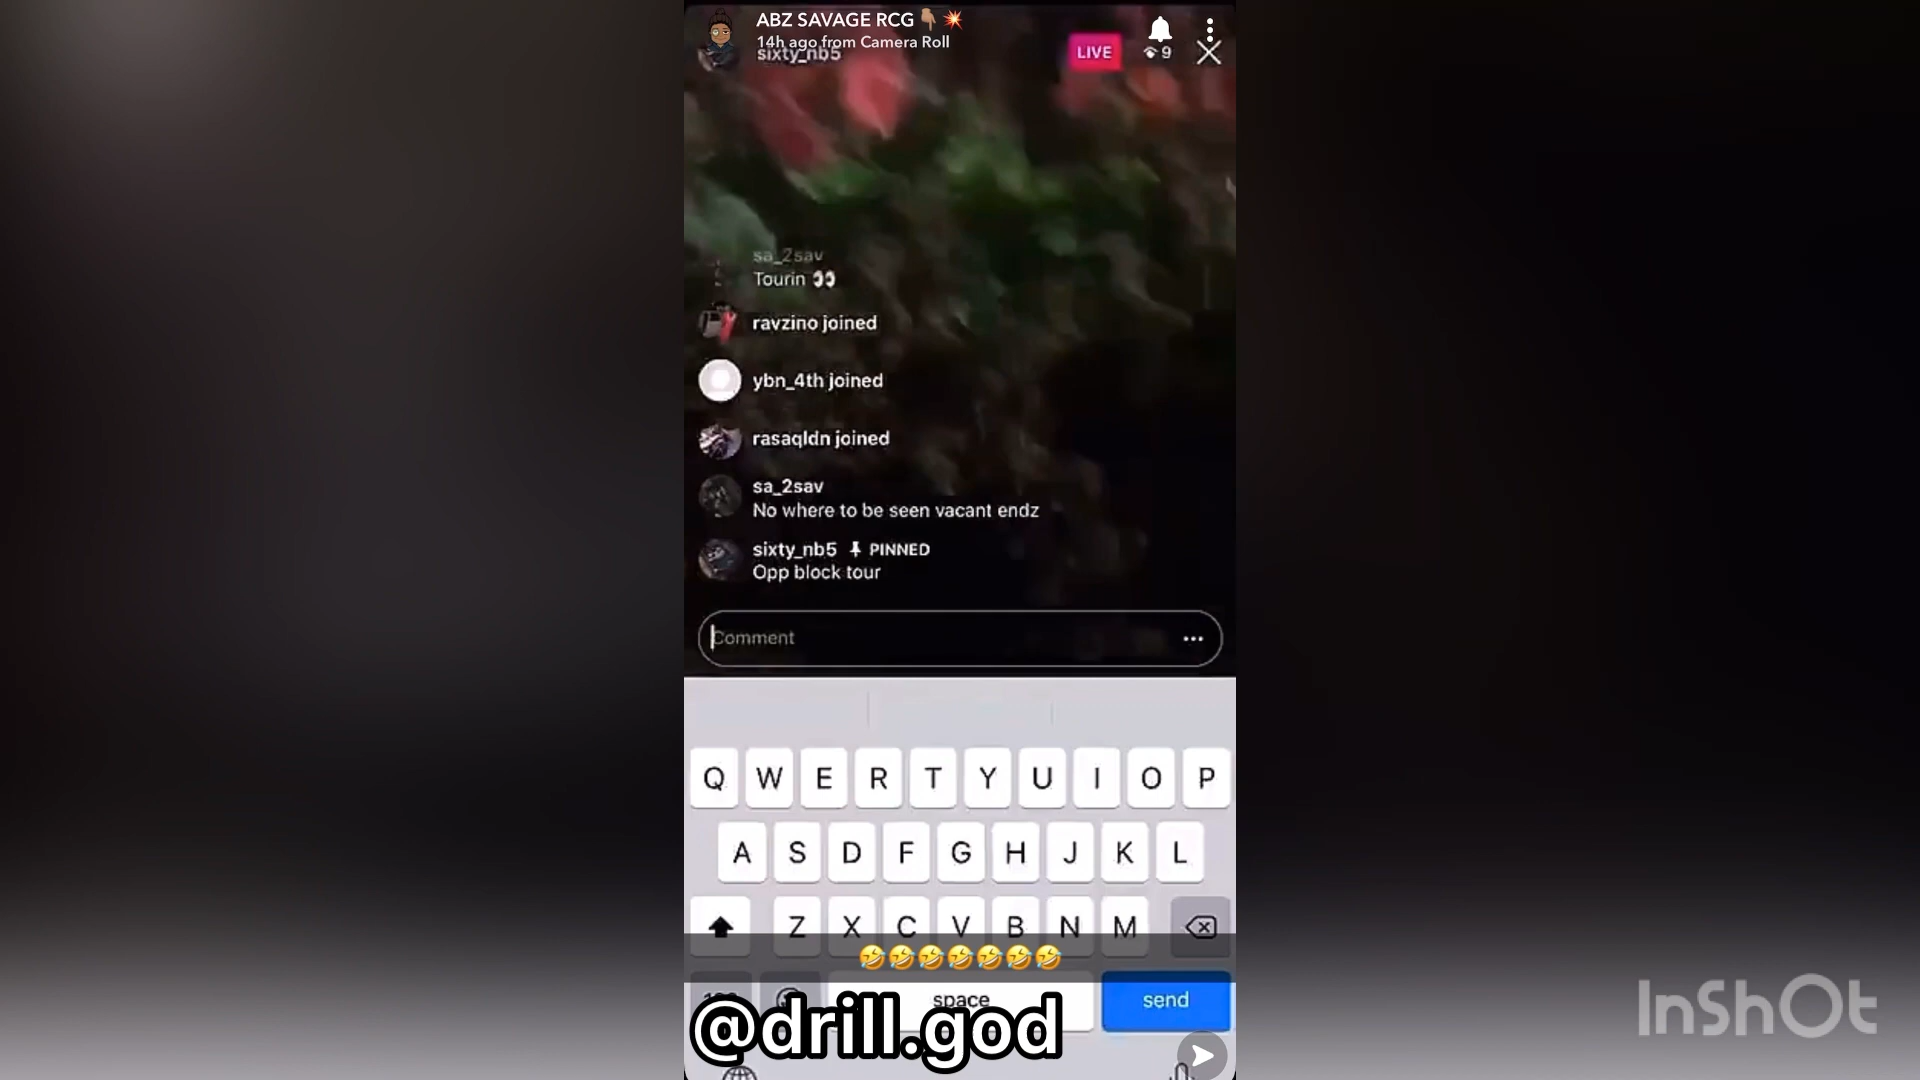 ABZ SAVAGE RCG👇🏽💥
14h ago from Camera Roll
sixty_nb5
LIVE
9
sa_2sav
Tourin 👀
ravzino joined
ybn_4th joined
rasaqldn joined
sa_2sav
No where to be seen vacant endz
sixty_nb5 PINNED
Opp block tour
Comment
Q W E R T Y U I O P
A S D F G H J K L
Z X C V B N M
🤣🤣🤣🤣🤣🤣🤣
space
send
@drill.god
InShOt